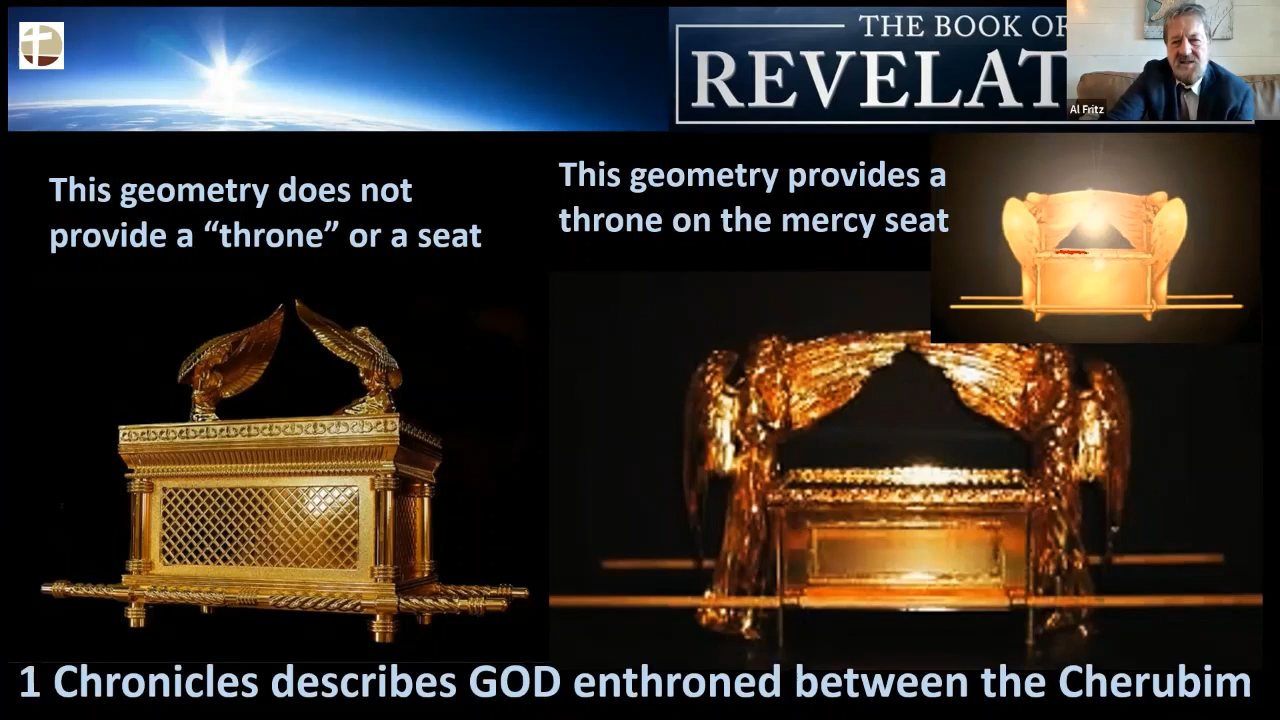 THE BOOK OF
REVELAT
Al Fritz
This geometry does not
provide a “throne” or a seat
This geometry provides a
throne on the mercy seat
1 Chronicles describes GOD enthroned between the Cherubim